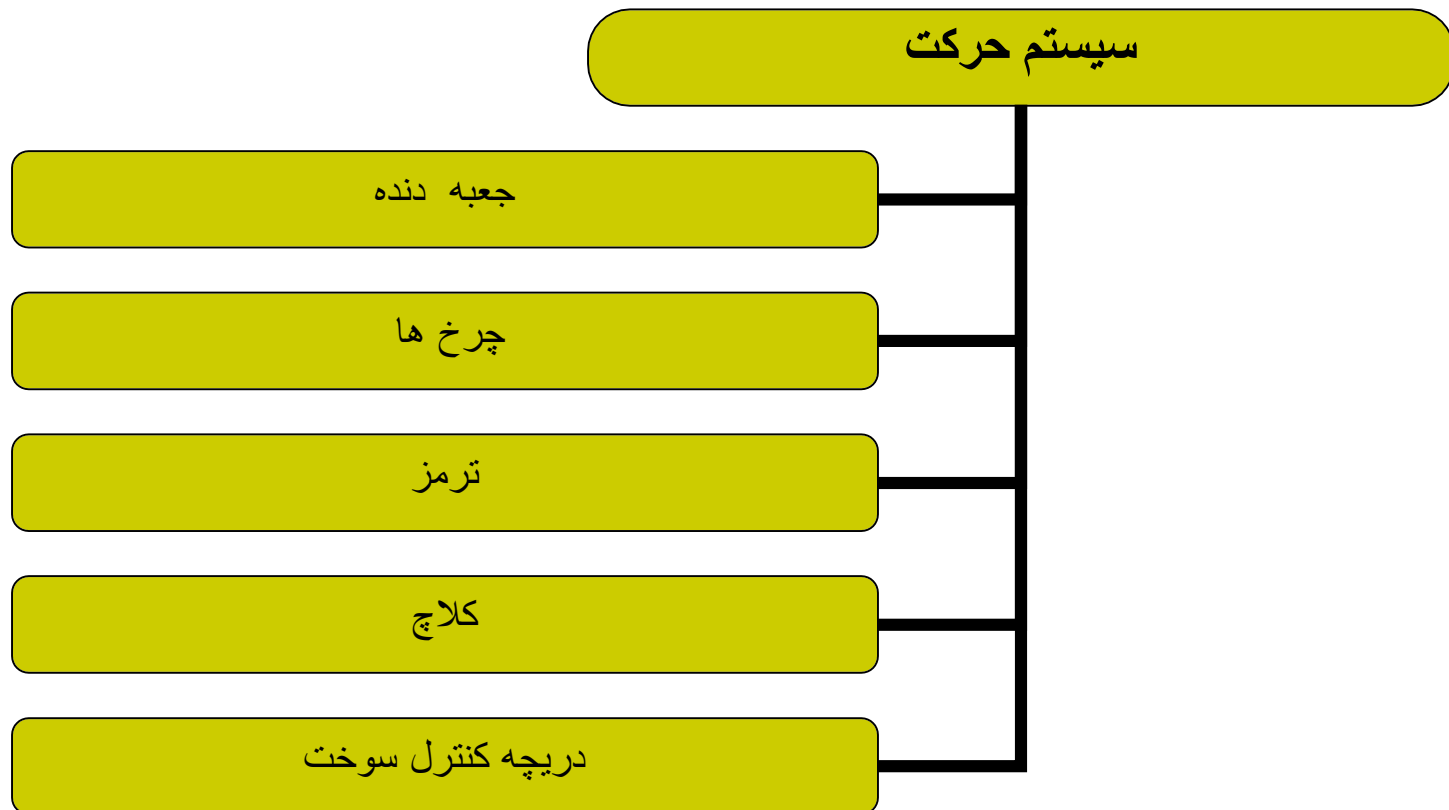 سیستم حرکت
جعبه دنده
چرخ ها
ترمز
کلاچ
دریچه کنترل سوخت